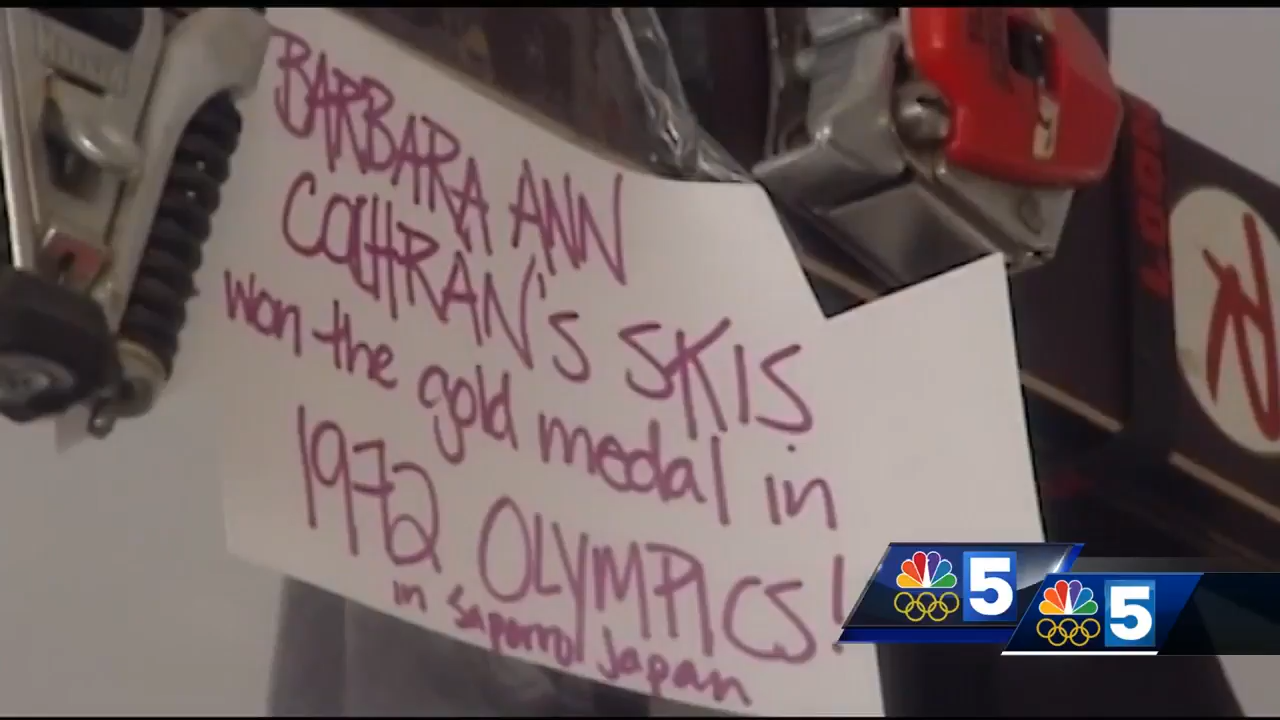 BARBARA ANN
COCHRAN'S SKIS
won the gold medal in
1972 OLYMPICS!
in Sapporo Japan
5
5